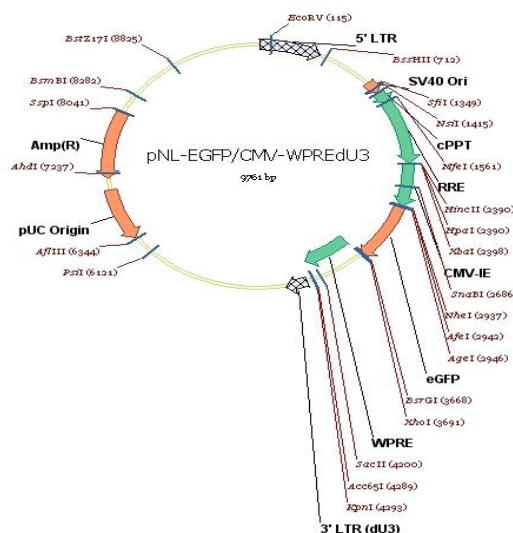 EcoRV (115)
5' LTR
BssHII (712)
SV40 Ori
SfiI (1349)
NsiI (1415)
cPPT
MfeI (1561)
RRE
HincII (2390)
HpaI (2390)
XbaI (2398)
CMV-IE
SnaBI (2686)
NheI (2937)
AfeI (2942)
AgeI (2946)
eGFP
BsrGI (3668)
XhoI (3691)
WPRE
SacII (4200)
Acc65I (4289)
KpnI (4293)
3' LTR (dU3)
PsiI (6121)
AflIII (6344)
pUC Origin
AhdI (7237)
Amp(R)
SspI (8041)
BsmBI (8282)
BstZ17I (8825)
pNL-EGFP/CMV-WPREdU3
9761 bp